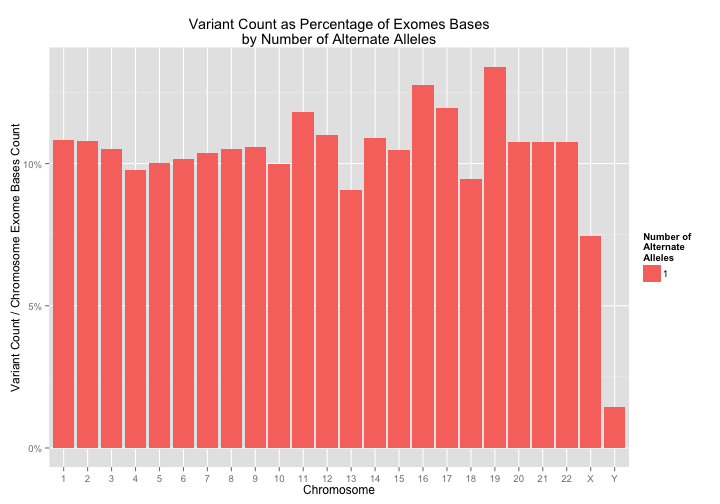 Variant Count as Percentage of Exomes Bases
by Number of Alternate Alleles
Variant Count / Chromosome Exome Bases Count
10%
5%
0%
1 2 3 4 5 6 7 8 9 10 11 12 13 14 15 16 17 18 19 20 21 22 X Y
Chromosome
Number of
Alternate
Alleles
1